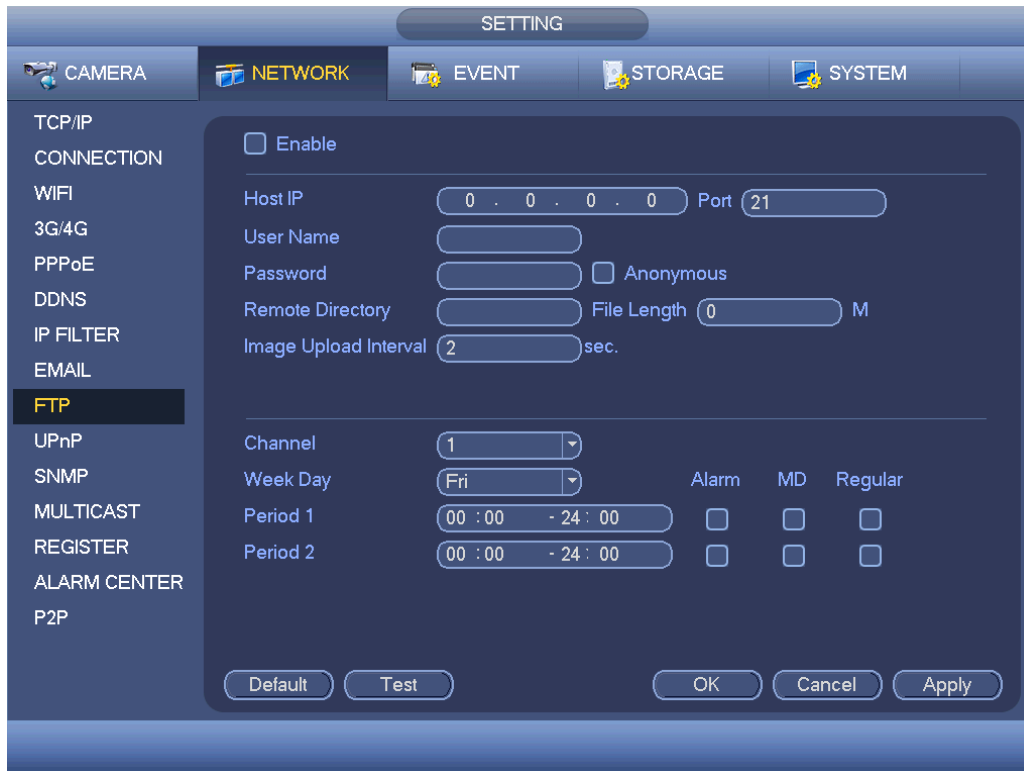 SETTING
CAMERA NETWORK EVENT STORAGE SYSTEM
TCP/IP
CONNECTION
WIFI
3G/4G
PPPoE
DDNS
IP FILTER
EMAIL
FTP
UPnP
SNMP
MULTICAST
REGISTER
ALARM CENTER
P2P
Enable
Host IP 0 . 0 . 0 . 0 Port 21
User Name
Password Anonymous
Remote Directory File Length 0 M
Image Upload Interval 2 sec.
Channel 1
Week Day Fri Alarm MD Regular
Period 1 00 : 00 - 24 : 00
Period 2 00 : 00 - 24 : 00
Default Test OK Cancel Apply